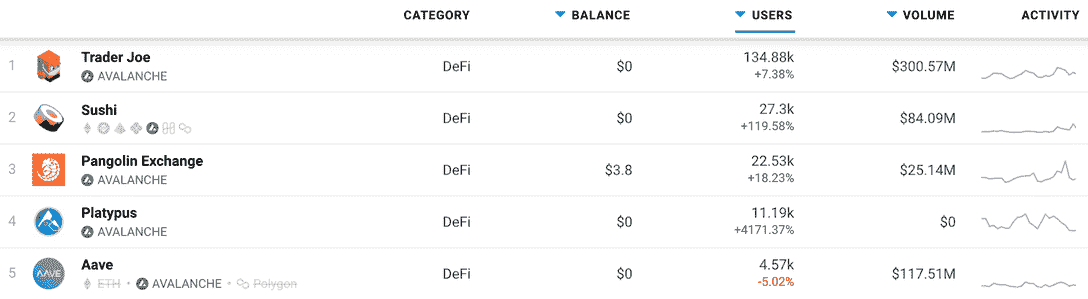 CATEGORY BALANCE USERS VOLUME ACTIVITY
1 Trader Joe DeFi $0 134.88k $300.57M
AVALANCHE +7.38%
2 Sushi DeFi $0 27.3k $84.09M
+119.58%
3 Pangolin Exchange DeFi $3.8 22.53k $25.14M
AVALANCHE +18.23%
4 Platypus DeFi $0 11.19k $0
AVALANCHE +4171.37%
5 Aave DeFi $0 4.57k $117.51M
AAVE ETH • AVALANCHE • Polygon -5.02%